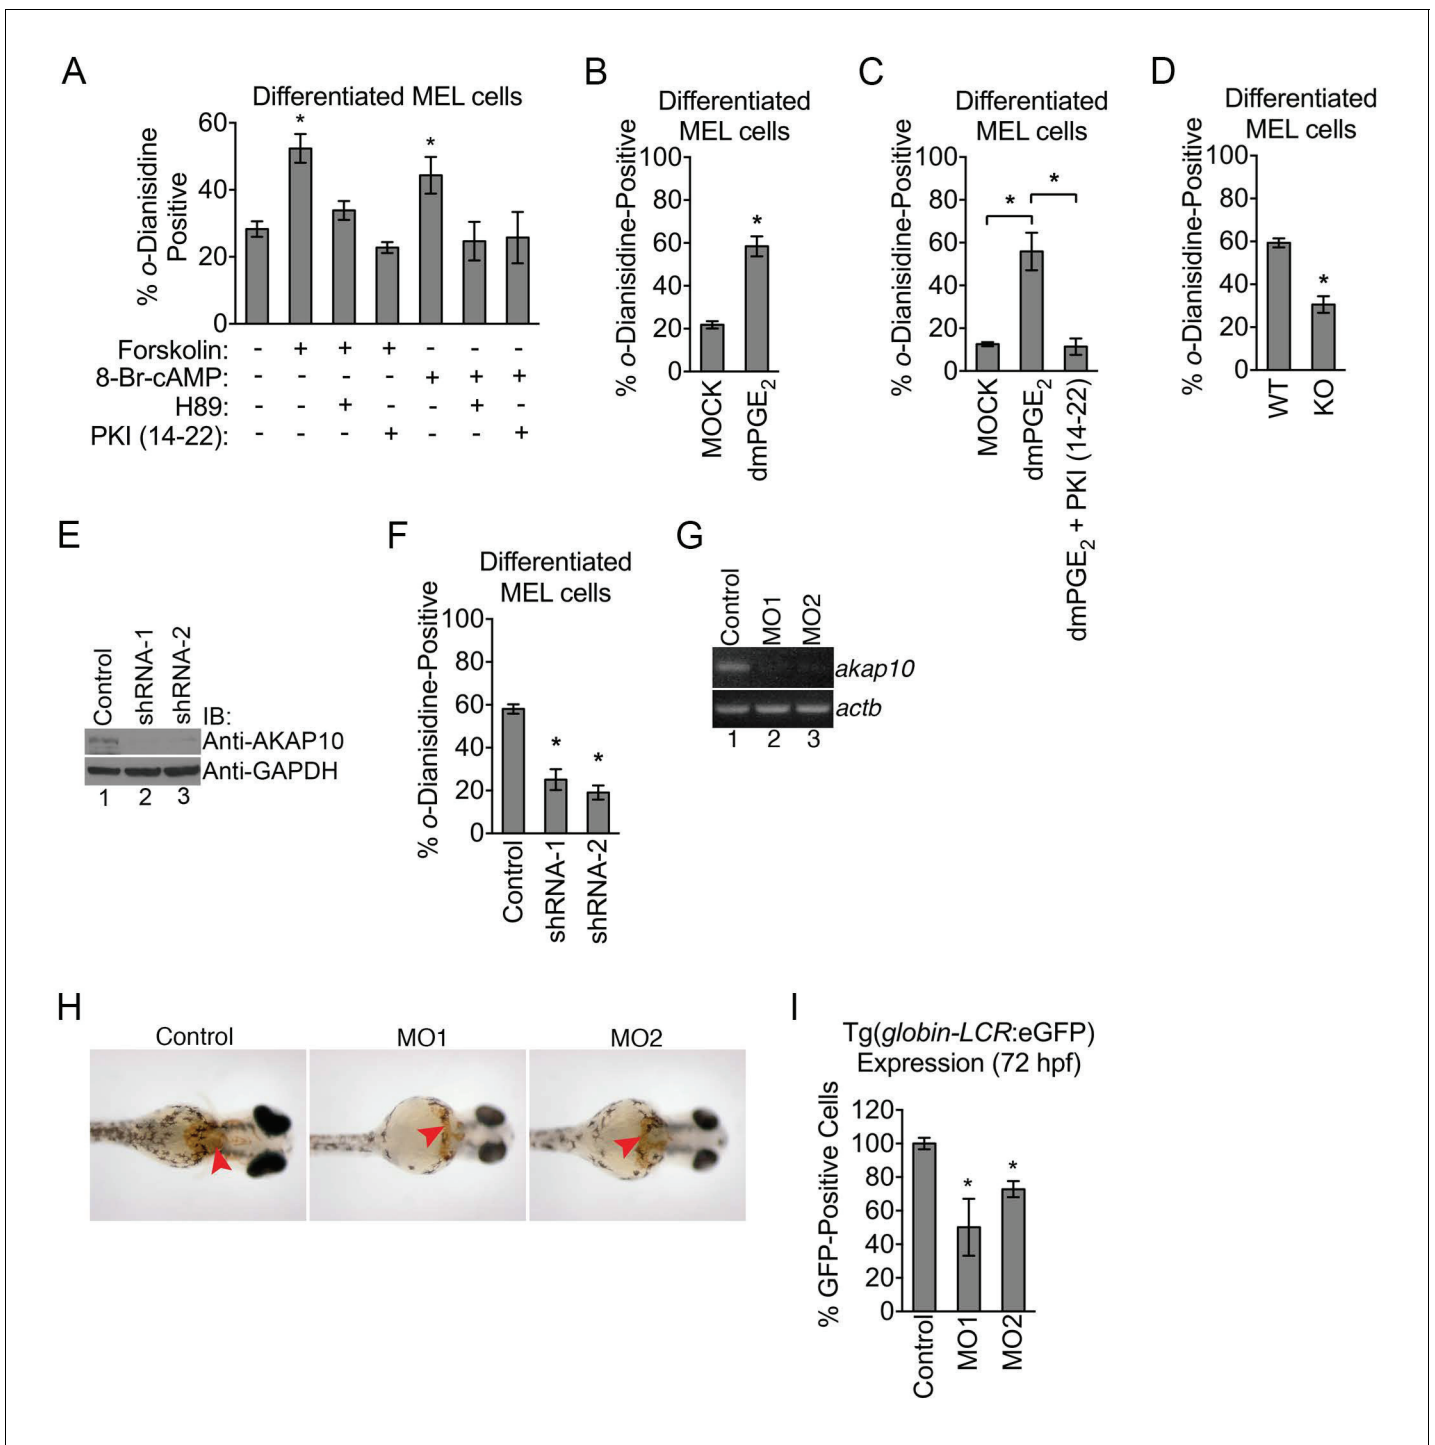 A
Differentiated MEL cells
% o-Dianisidine
Positive
60
40
20
0
*
*
Forskolin: - + + + - - -
8-Br-cAMP: - - - - + + +
H89: - - + - - + -
PKI (14-22): - - - + - - +
B
Differentiated
MEL cells
% o-Dianisidine-Positive
100
80
60
40
20
0
*
MOCK
dmPGE2
C
Differentiated
MEL cells
% o-Dianisidine-Positive
100
80
60
40
20
0
*
*
MOCK
dmPGE2
dmPGE2 + PKI (14-22)
D
Differentiated
MEL cells
% o-Dianisidine-Positive
100
80
60
40
20
0
*
WT
KO
E
Control
shRNA-1
shRNA-2
IB:
Anti-AKAP10
Anti-GAPDH
1 2 3
F
Differentiated
MEL cells
% o-Dianisidine-Positive
100
80
60
40
20
0
*
*
Control
shRNA-1
shRNA-2
G
Control
MO1
MO2
akap10
actb
1 2 3
H
Control
MO1
MO2
I
Tg(globin-LCR:eGFP)
Expression (72 hpf)
% GFP-Positive Cells
120
100
80
60
40
20
0
*
*
Control
MO1
MO2